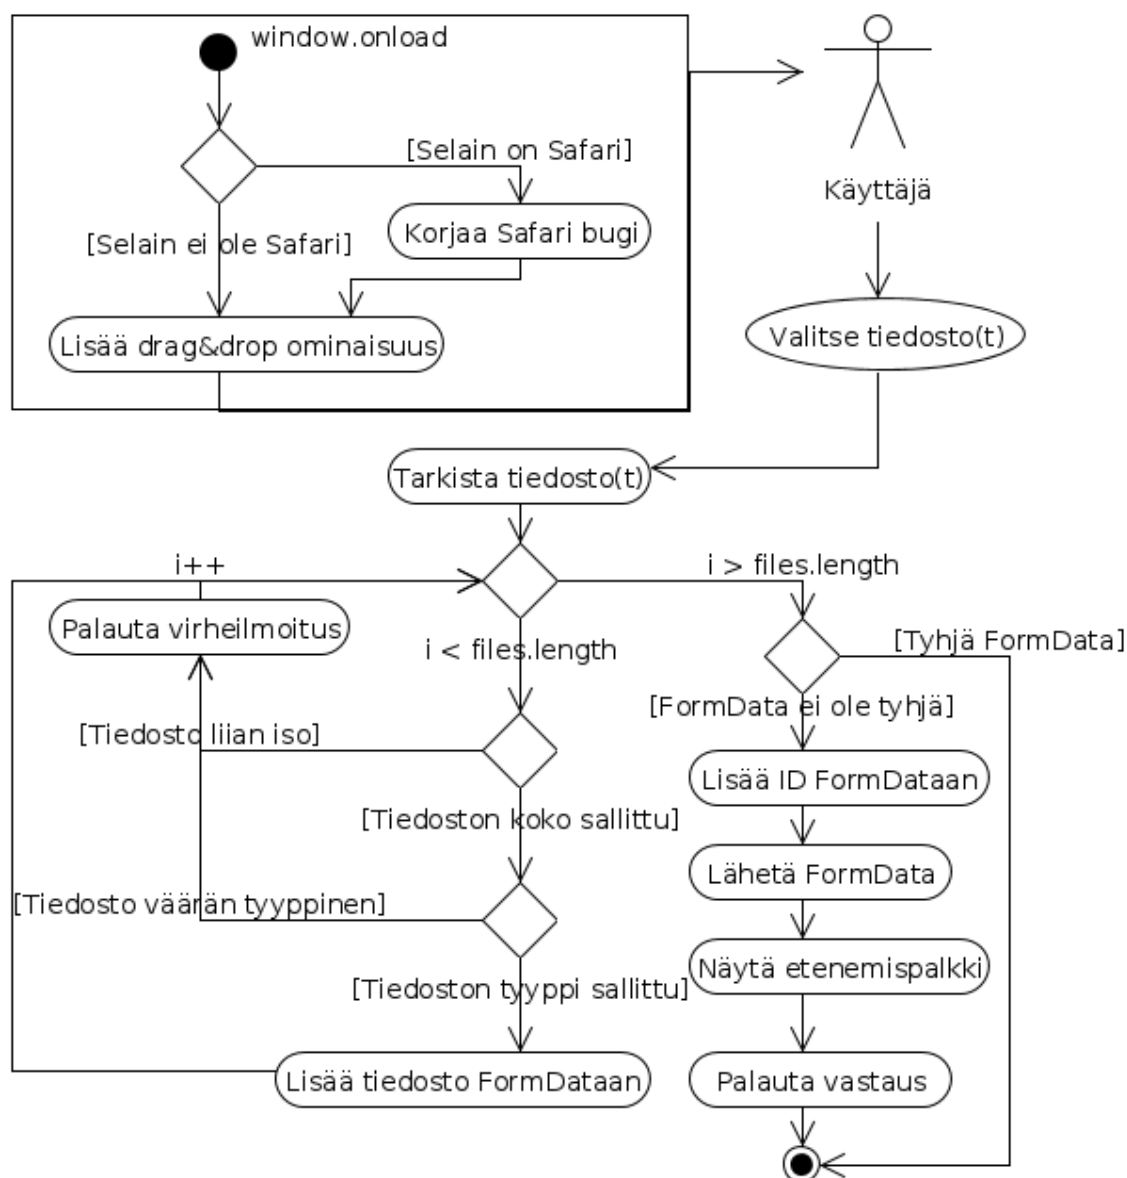 window.onload
[Selain on Safari]
Käyttäjä
Korjaa Safari bugi
[Selain ei ole Safari]
Valitse tiedosto(t)
Lisää drag&drop ominaisuus
Tarkista tiedosto(t)
i++
i > files.length
Palauta virheilmoitus
[Tyhjä FormData]
i < files.length
[FormData ei ole tyhjä]
[Tiedosto liian iso]
Lisää ID FormDataan
[Tiedoston koko sallittu]
Lähetä FormData
[Tiedosto väärän tyyppinen]
Näytä etenemispalkki
[Tiedoston tyyppi sallittu]
Lisää tiedosto FormDataan
Palauta vastaus